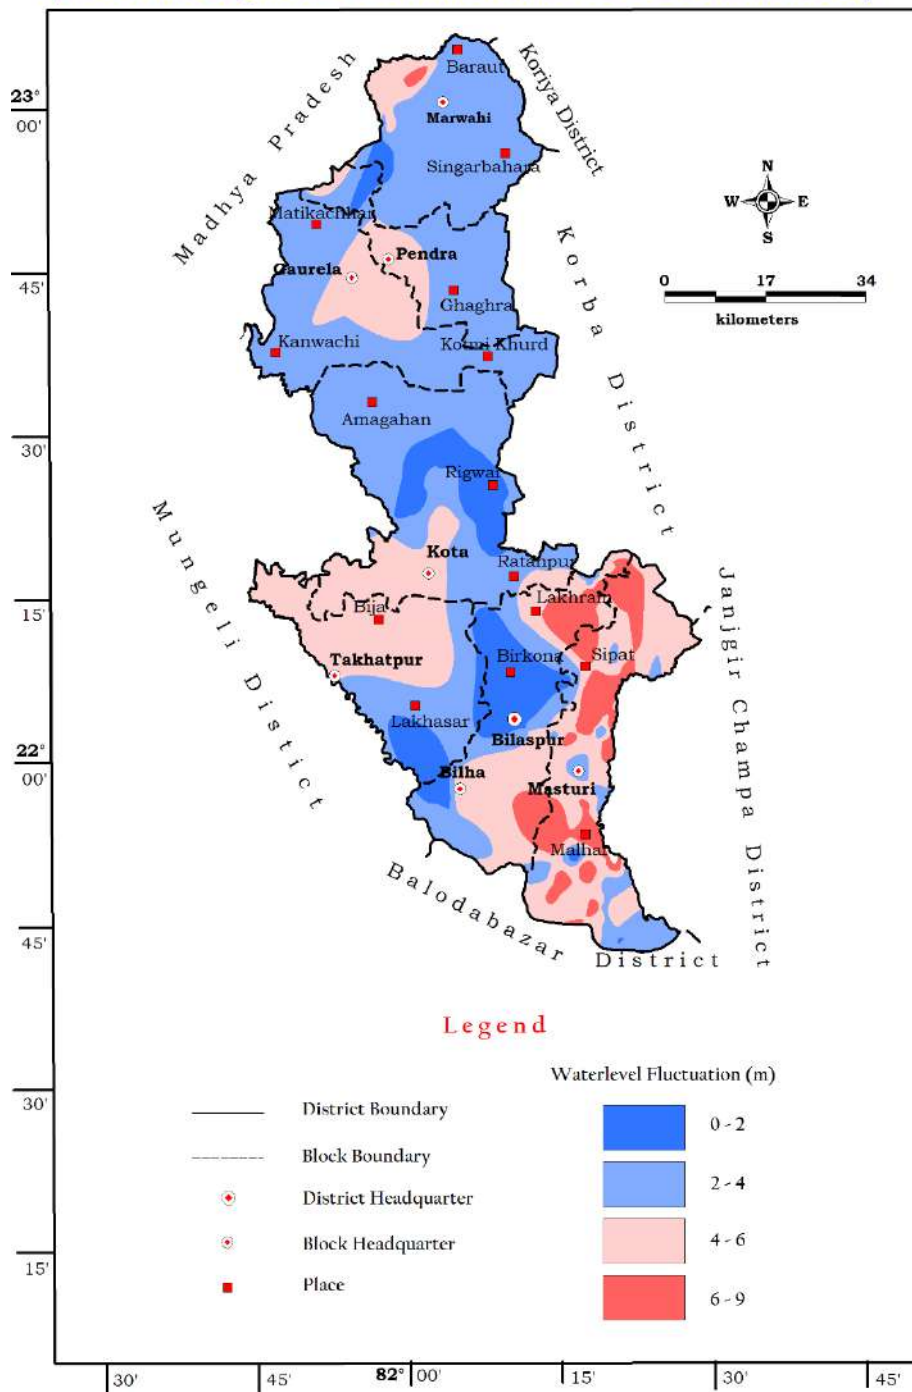 Baraut
Koriya District
23°
00'
Marwahi
Madhya Pradesh
Singarbahara
N
W E
S
Matikachhar
Pendra
Gaurela
45'
Ghaghra
0 17 34
kilometers
Korba District
Kanwachi
Kotmi Khurd
Amagahan
30'
Rigwar
Mungeli District
Kota
Ratanpur
15'
Bija
Lakhram
Janjgir Champa District
Takhatpur
Birkona
Sipat
Lakhasar
Bilaspur
22°
00'
Bilha
Masturi
Malhar
Balodabazar District
45'
Legend
Waterlevel Fluctuation (m)
30'
District Boundary
0 - 2
Block Boundary
2 - 4
District Headquarter
Block Headquarter
4 - 6
15'
Place
6 - 9
30' 45' 82° 00' 15' 30' 45'